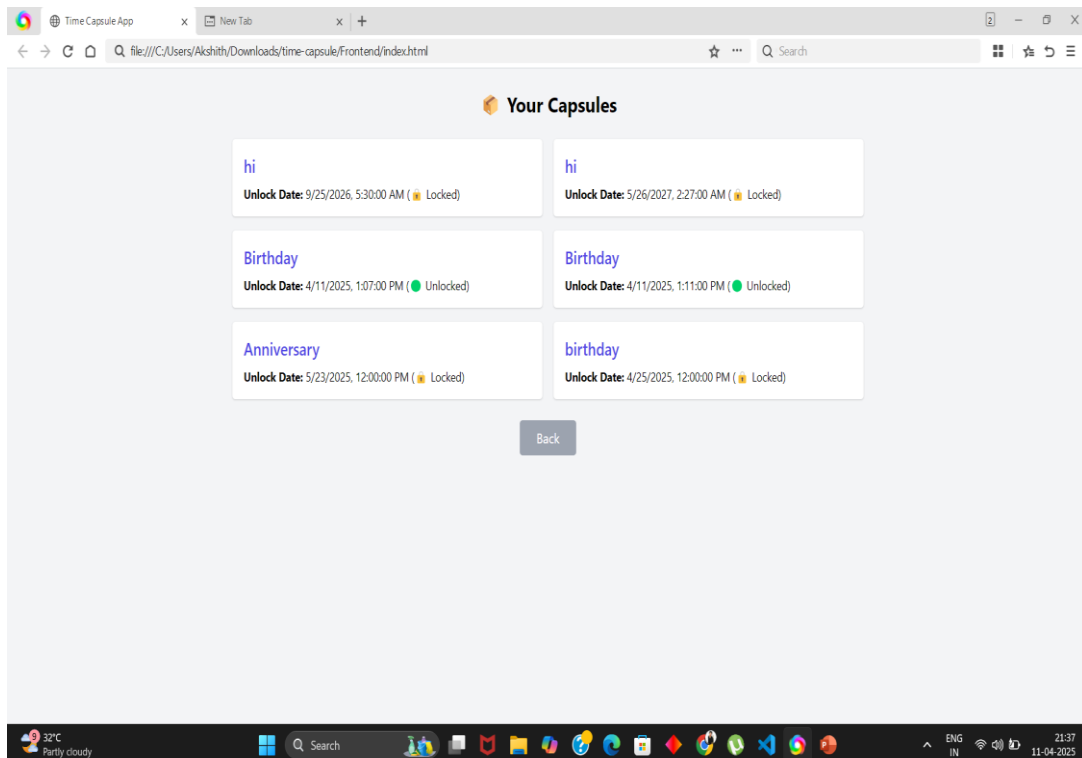 Time Capsule App
New Tab
2
file:///C:/Users/Akshith/Downloads/time-capsule/Frontend/index.html
Search
Your Capsules
hi
Unlock Date: 9/25/2026, 5:30:00 AM (🔒 Locked)
hi
Unlock Date: 5/26/2027, 2:27:00 AM (🔒 Locked)
Birthday
Unlock Date: 4/11/2025, 1:07:00 PM (🟢 Unlocked)
Birthday
Unlock Date: 4/11/2025, 1:11:00 PM (🟢 Unlocked)
Anniversary
Unlock Date: 5/23/2025, 12:00:00 PM (🔒 Locked)
birthday
Unlock Date: 4/25/2025, 12:00:00 PM (🔒 Locked)
Back
9
32°C
Partly cloudy
Search
ENG
IN
21:37
11-04-2025